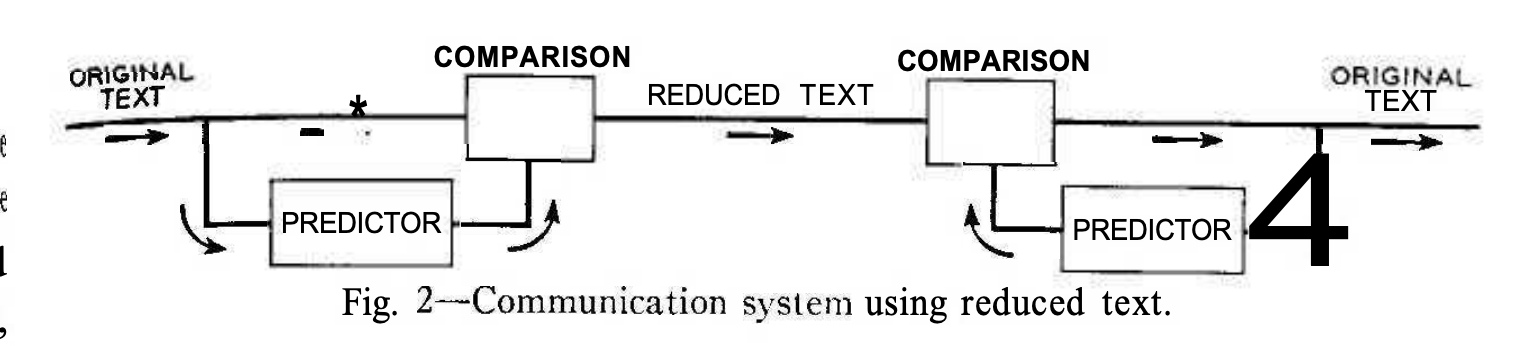 COMPARISON
COMPARISON
ORIGINAL
TEXT
*
REDUCED TEXT
ORIGINAL
TEXT
PREDICTOR
PREDICTOR
4
Fig. 2—Communication system using reduced text.